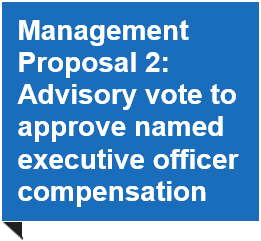 Management
Proposal 2:
Advisory vote to
approve named
executive officer
compensation